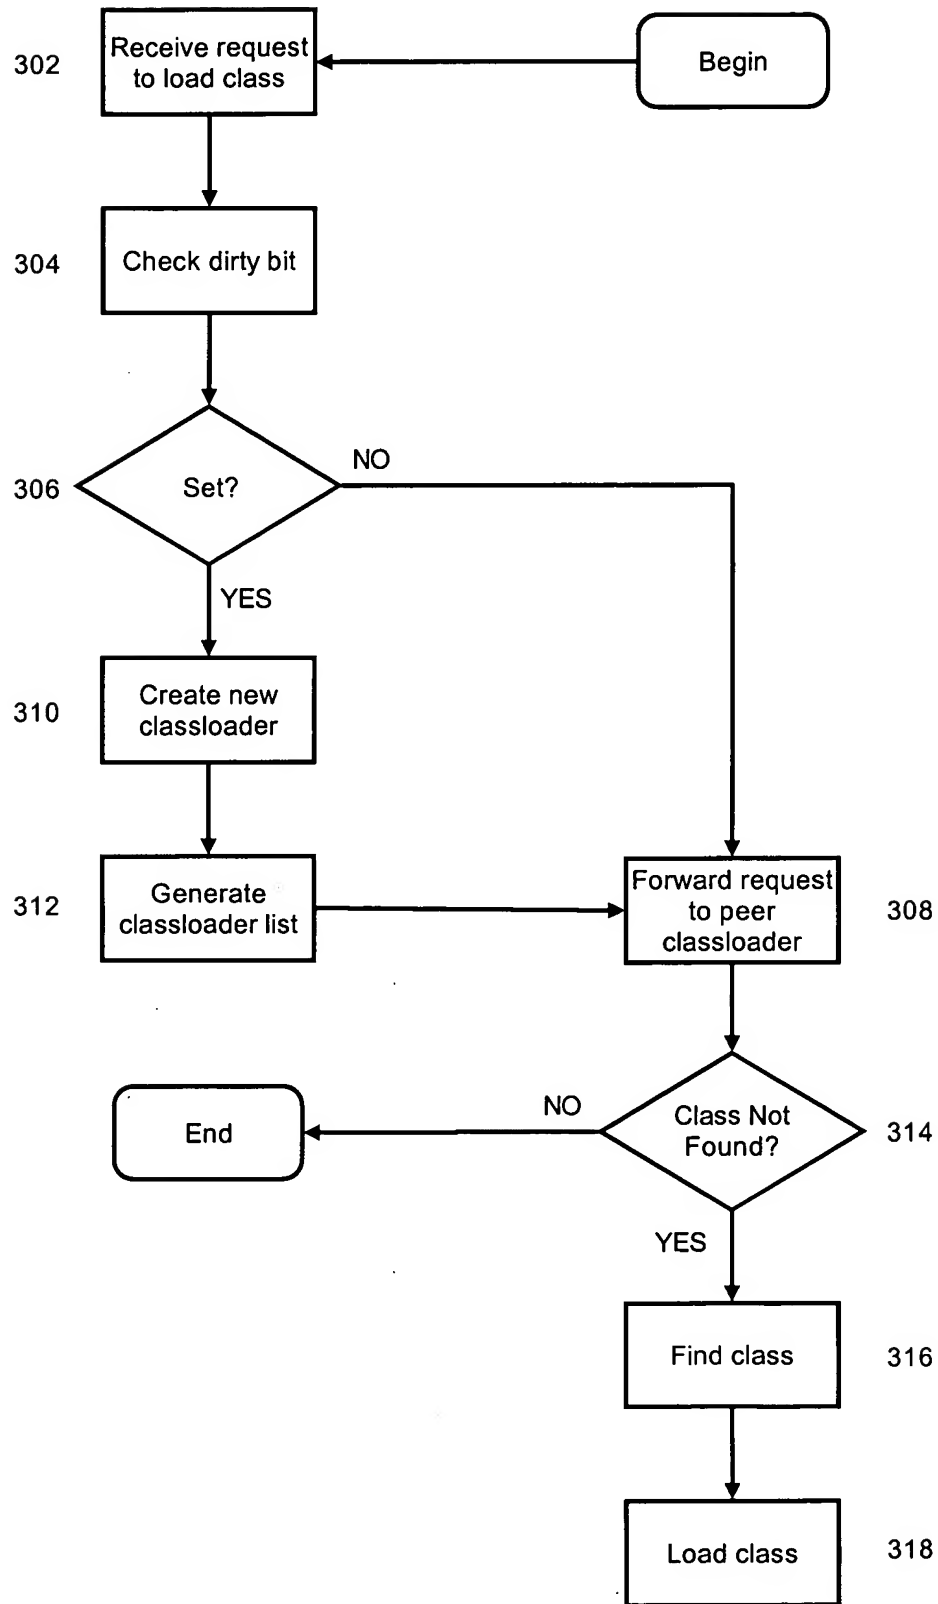 302
Receive request
to load class
Begin
304
Check dirty bit
306
Set?
NO
YES
310
Create new
classloader
312
Generate
classloader list
Forward request
to peer
classloader
308
End
NO
Class Not
Found?
314
YES
Find class
316
Load class
318